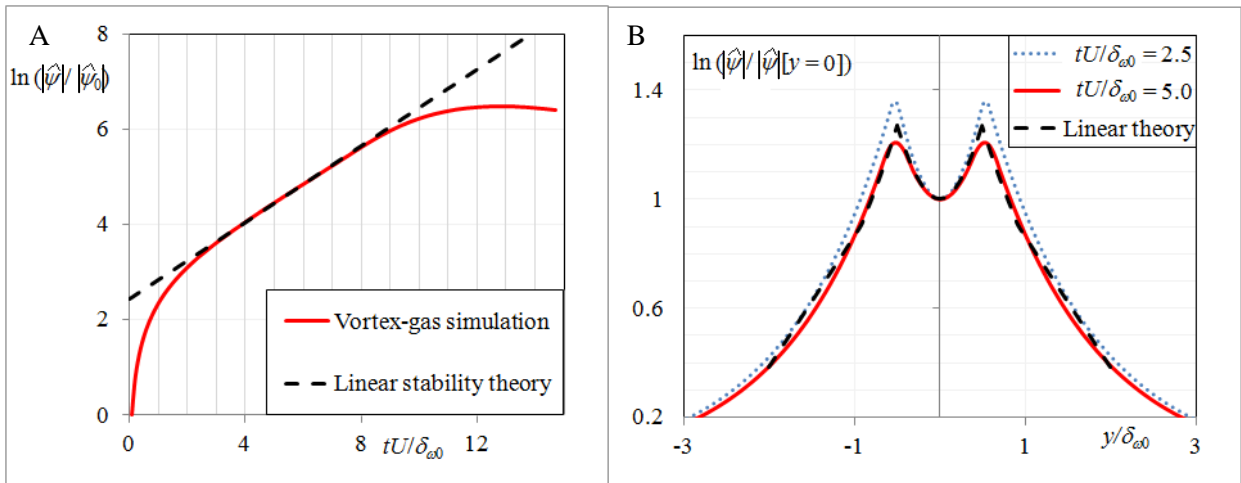 A
8
ln (|ψ̂|/ |ψ̂₀|)
6
4
2
0
Vortex-gas simulation
Linear stability theory
0
4
8
12
tU/δω0
B
ln (|ψ̂|/ |ψ̂|[y = 0])
tU/δω0 = 2.5
tU/δω0 = 5.0
Linear theory
1.4
1
0.6
0.2
-3
-1
1
3
y/δω0